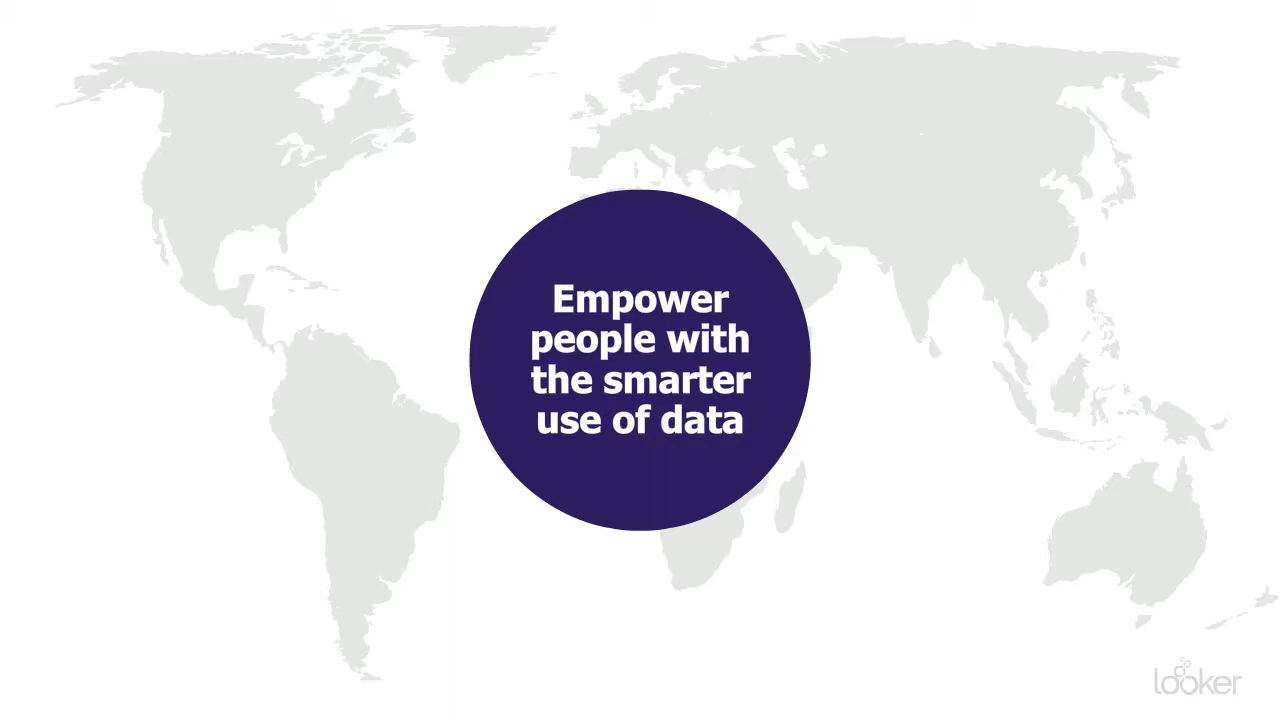 Empower
people with
the smarter
use of data
looker